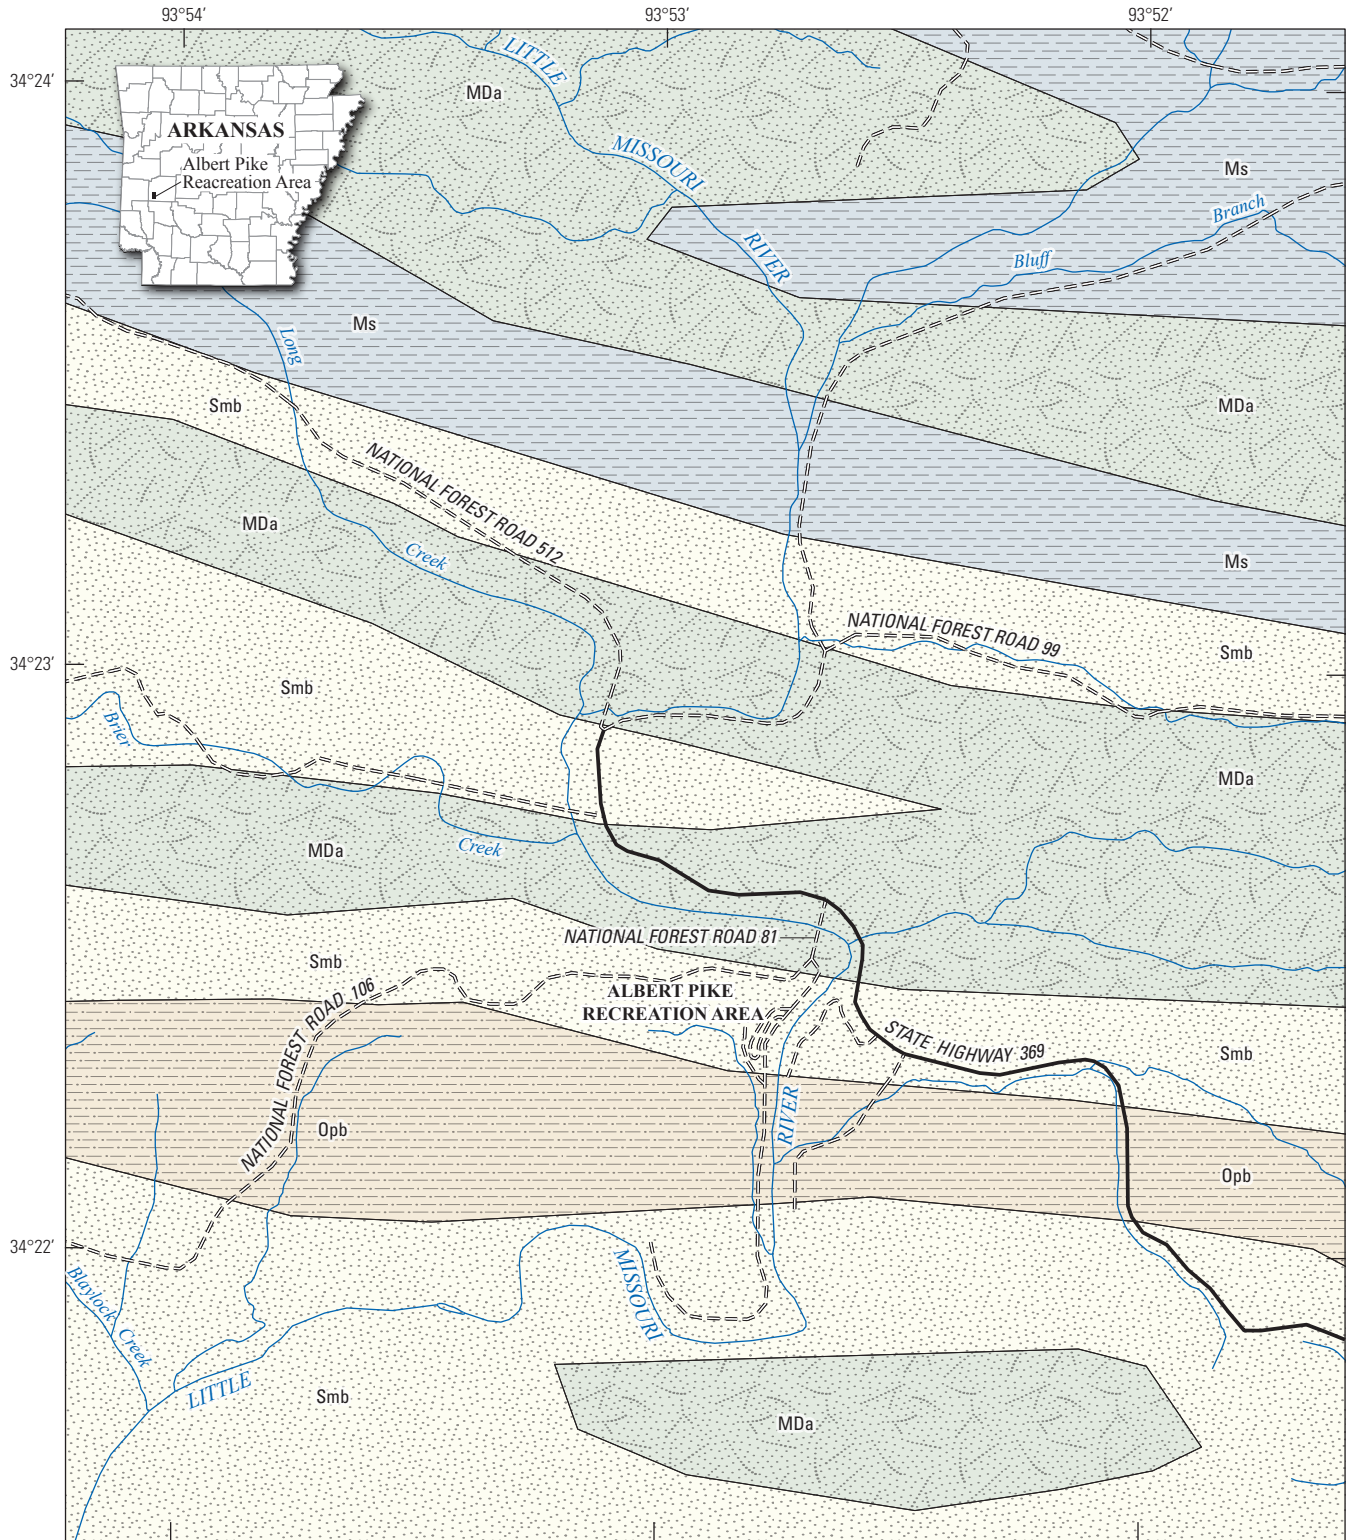 93°54′
93°53′
93°52′
34°24′
LITTLE
MDa
ARKANSAS
Albert Pike
Reacreation Area
MISSOURI
Ms
Branch
RIVER
Bluff
Long
Ms
Smb
MDa
NATIONAL FOREST ROAD 512
MDa
Creek
Ms
NATIONAL FOREST ROAD 99
34°23′
Smb
Smb
Brier
MDa
Creek
MDa
NATIONAL FOREST ROAD 81
Smb
ALBERT PIKE
RECREATION AREA
NATIONAL FOREST ROAD 106
STATE HIGHWAY 369
Smb
RIVER
Opb
Opb
34°22′
MISSOURI
Blaylock Creek
LITTLE
Smb
MDa